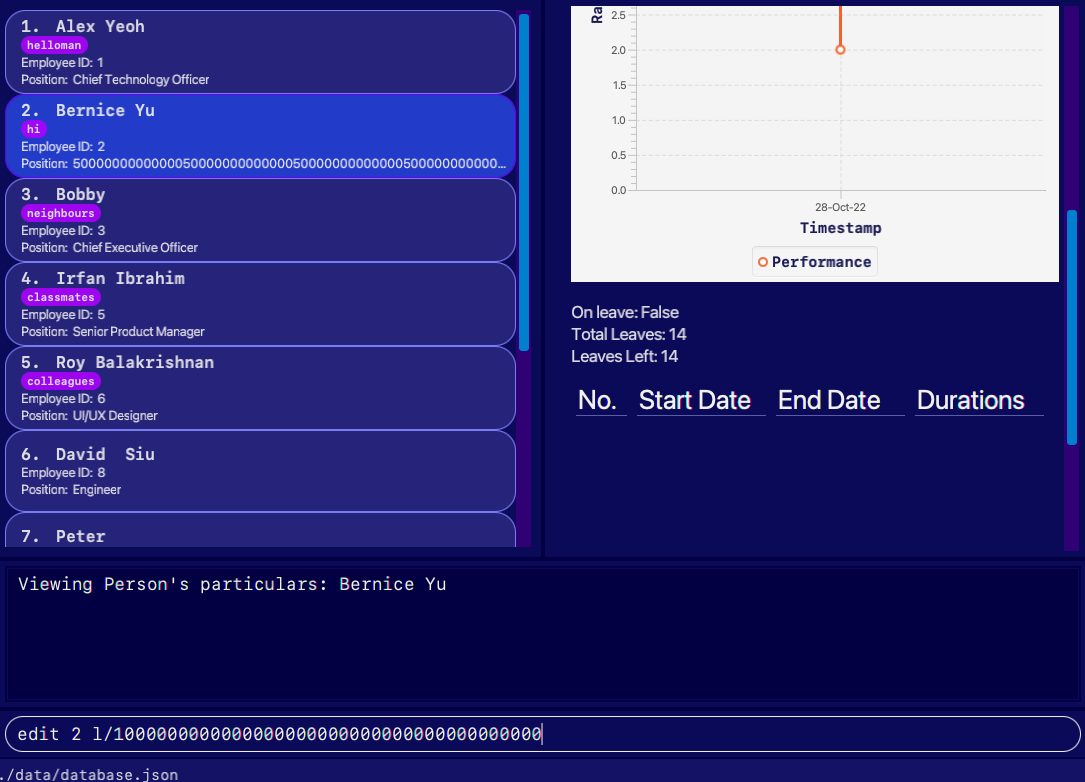 1. Alex Yeoh
helloman
Employee ID: 1
Position: Chief Technology Officer
2. Bernice Yu
hi
Employee ID: 2
Position: 500000000000005000000000000050000000000000500000000000...
3. Bobby
neighbours
Employee ID: 3
Position: Chief Executive Officer
4. Irfan Ibrahim
classmates
Employee ID: 5
Position: Senior Product Manager
5. Roy Balakrishnan
colleagues
Employee ID: 6
Position: UI/UX Designer
6. David Siu
Employee ID: 8
Position: Engineer
7. Peter
Ra
2.5
2.0
1.5
1.0
0.5
0.0
28-Oct-22
Timestamp
Performance
On leave: False
Total Leaves: 14
Leaves Left: 14
No. Start Date End Date Durations
Viewing Person's particulars: Bernice Yu
edit 2 l/1000000000000000000000000000000000000000
./data/database.json